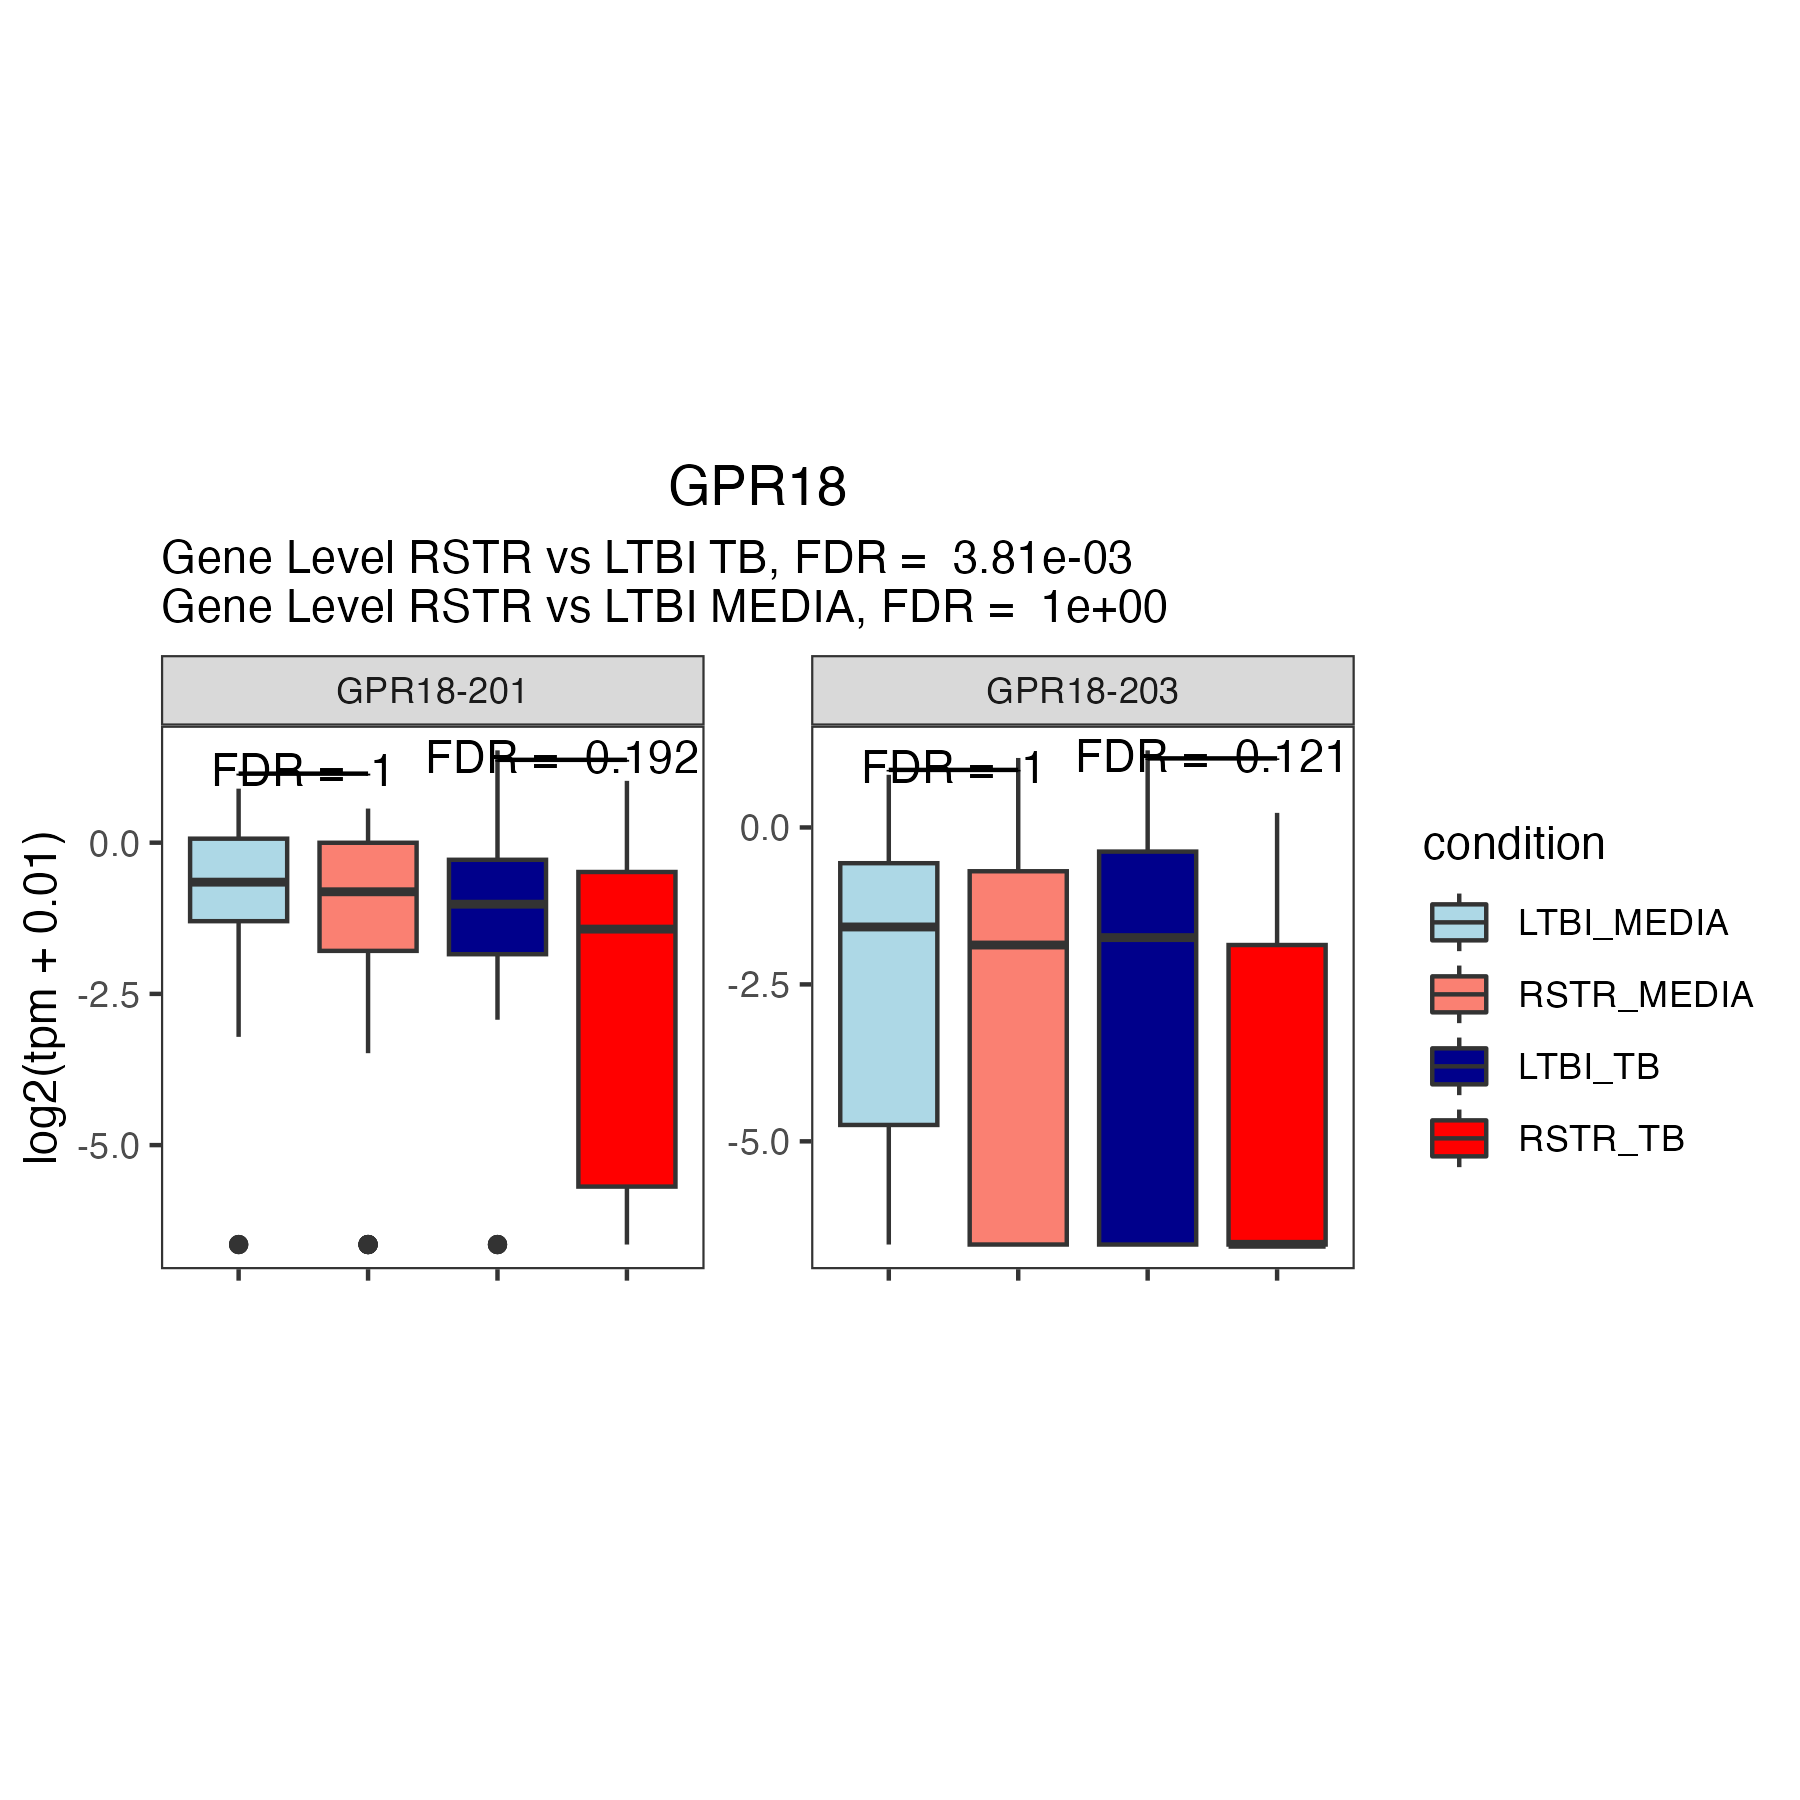 GPR18
Gene Level RSTR vs LTBI TB, FDR =  3.81e-03
Gene Level RSTR vs LTBI MEDIA, FDR =  1e+00
GPR18-201
GPR18-203
FDR =  1
FDR =  0.192
FDR =  1
FDR =  0.121
log2(tpm + 0.01)
0.0
-2.5
-5.0
0.0
-2.5
-5.0
condition
LTBI_MEDIA
RSTR_MEDIA
LTBI_TB
RSTR_TB